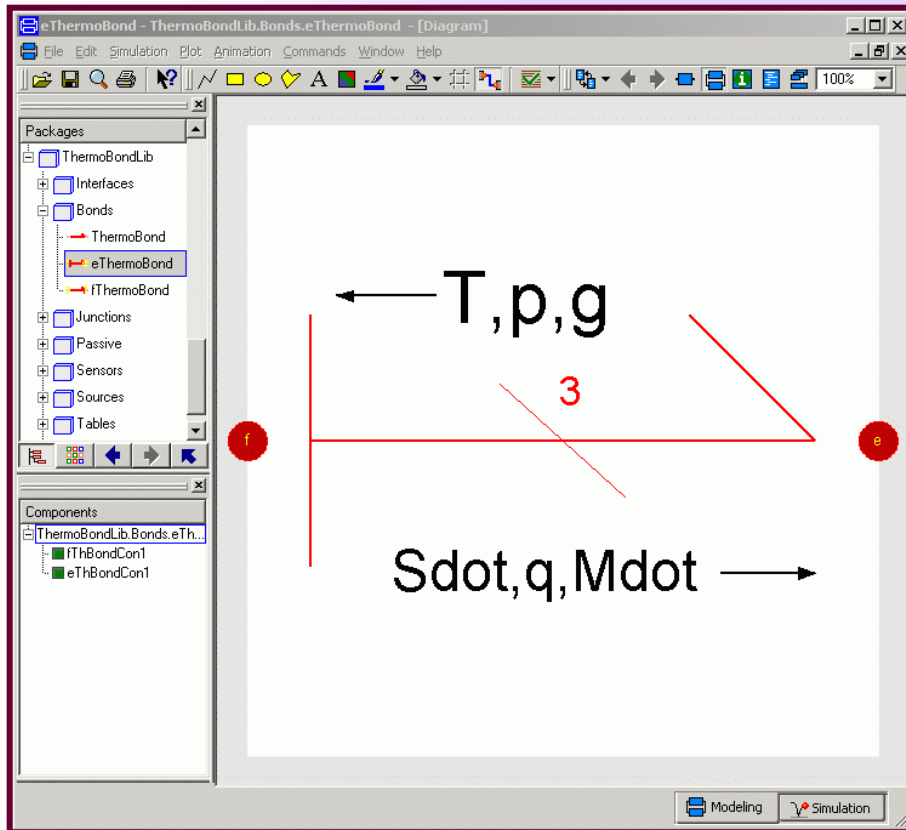 eThermoBond - ThermoBondLib.Bonds.eThermoBond - [Diagram]
File Edit Simulation Plot Animation Commands Window Help
A 100%
Packages
ThermoBondLib
Interfaces
Bonds
ThermoBond
eThermoBond
fThermoBond
Junctions
Passive
Sensors
Sources
Tables
Components
ThermoBondLib.Bonds.eTh...
fThBondCon1
eThBondCon1
T,p,g
3
f
e
Sdot,q,Mdot
Modeling
Simulation